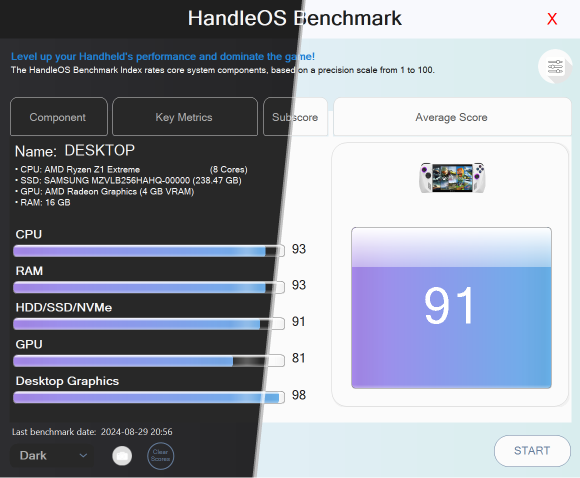 HandleOS Benchmark
X
Level up your Handheld's performance and dominate the game!
The HandleOS Benchmark Index rates core system components, based on a precision scale from 1 to 100.
Component
Key Metrics
Subscore
Average Score
Name: DESKTOP
• CPU: AMD Ryzen Z1 Extreme (8 Cores)
• SSD: SAMSUNG MZVLB256HAHQ-00000 (238.47 GB)
• GPU: AMD Radeon Graphics (4 GB VRAM)
• RAM: 16 GB
CPU
93
RAM
93
HDD/SSD/NVMe
91
GPU
81
Desktop Graphics
98
91
Last benchmark date: 2024-08-29 20:56
Dark
Clear
Scores
START